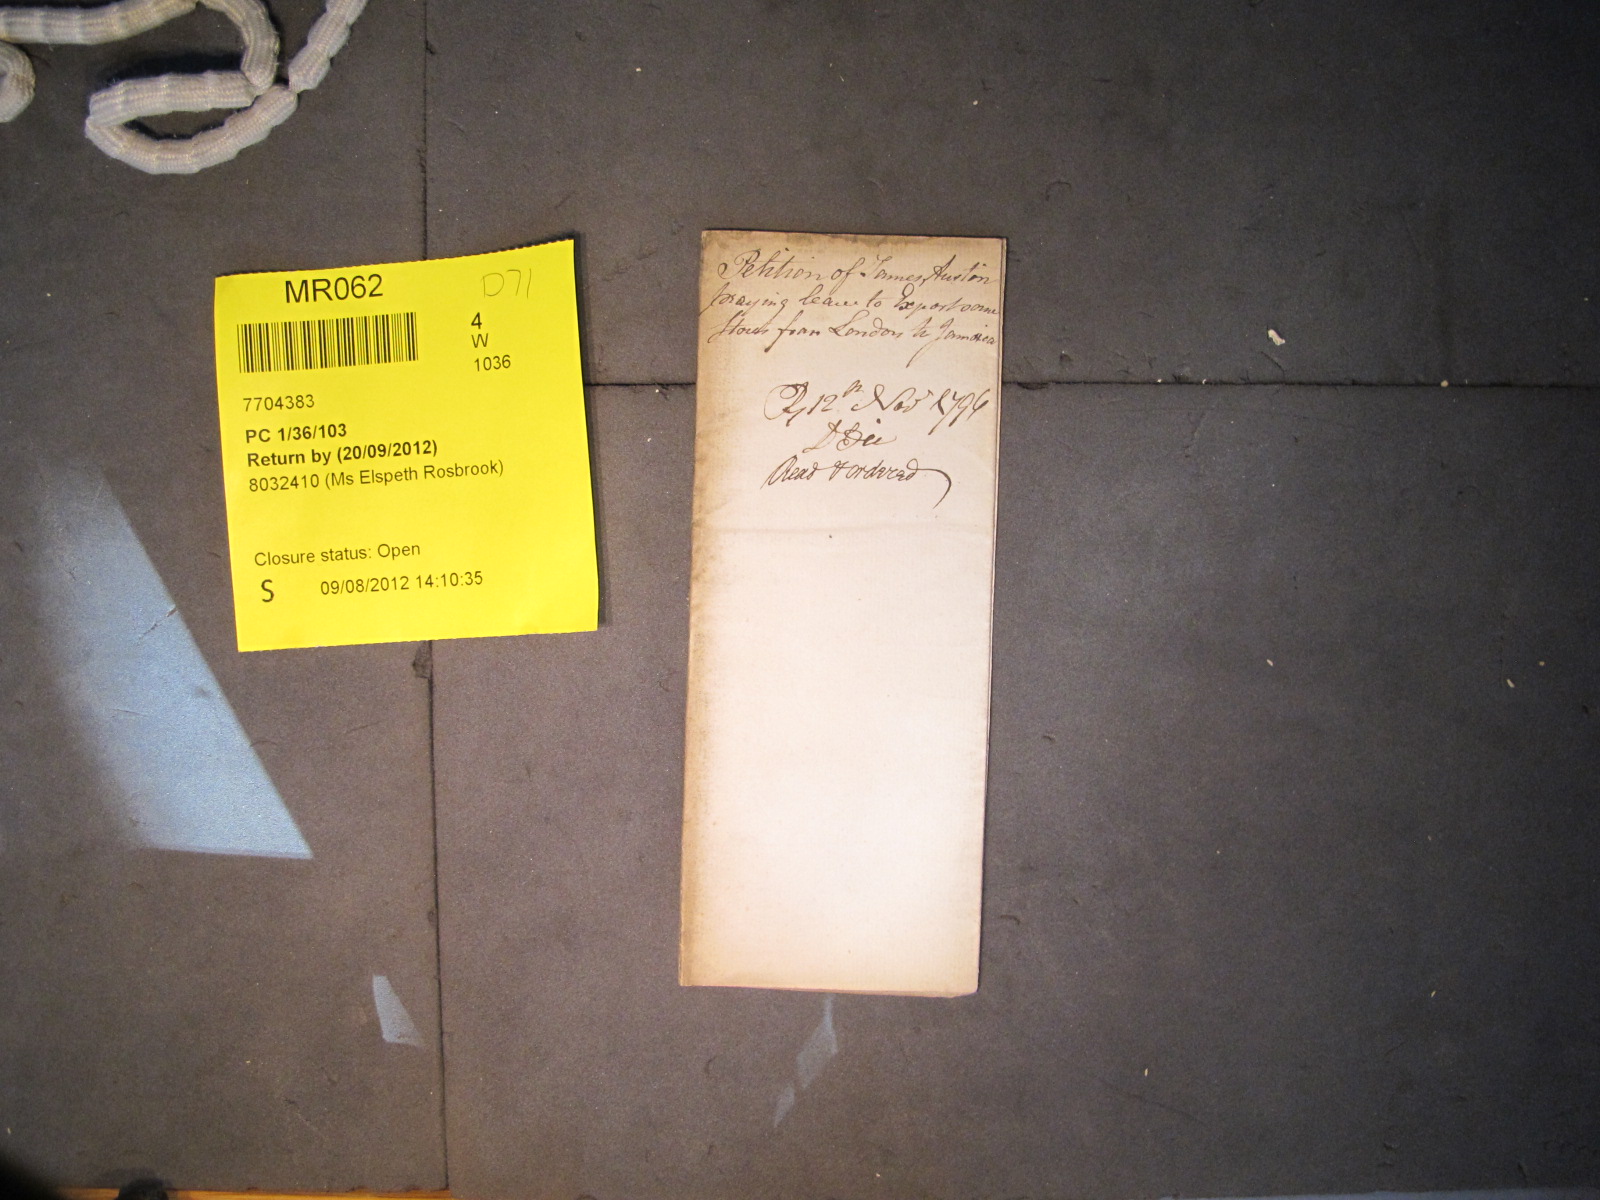 MR062
D71
4
W
1036
7704383
PC 1/36/103
Return by (20/09/2012)
8032410 (Ms Elspeth Rosbrook)
Closure status: Open
S 09/08/2012 14:10:35
Petition of James Austin
praying leave to Export some
from London to Jamaica
12th Nov 1796
Read & ordered